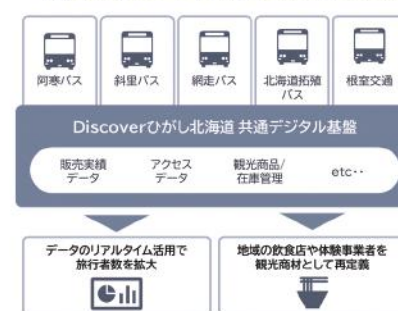 阿寒バス
斜里バス
網走バス
北海道拓殖
バス
根室交通
Discoverひがし北海道 共通デジタル基盤
販売実績
データ
アクセス
データ
観光商品/
在庫管理
etc‥
データのリアルタイム活用で
旅行者数を拡大
地域の飲食店や体験事業者を
観光商材として再定義